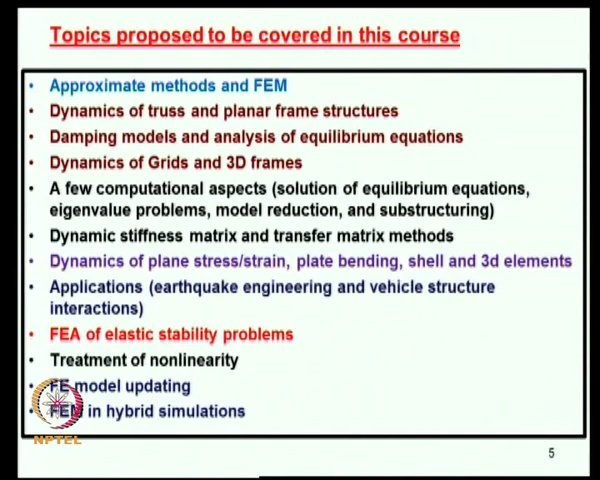 Topics proposed to be covered in this course
• Approximate methods and FEM
• Dynamics of truss and planar frame structures
• Damping models and analysis of equilibrium equations
• Dynamics of Grids and 3D frames
• A few computational aspects (solution of equilibrium equations,
eigenvalue problems, model reduction, and substructuring)
• Dynamic stiffness matrix and transfer matrix methods
• Dynamics of plane stress/strain, plate bending, shell and 3d elements
• Applications (earthquake engineering and vehicle structure
interactions)
• FEA of elastic stability problems
• Treatment of nonlinearity
• FE model updating
• FEM in hybrid simulations
NPTEL
5